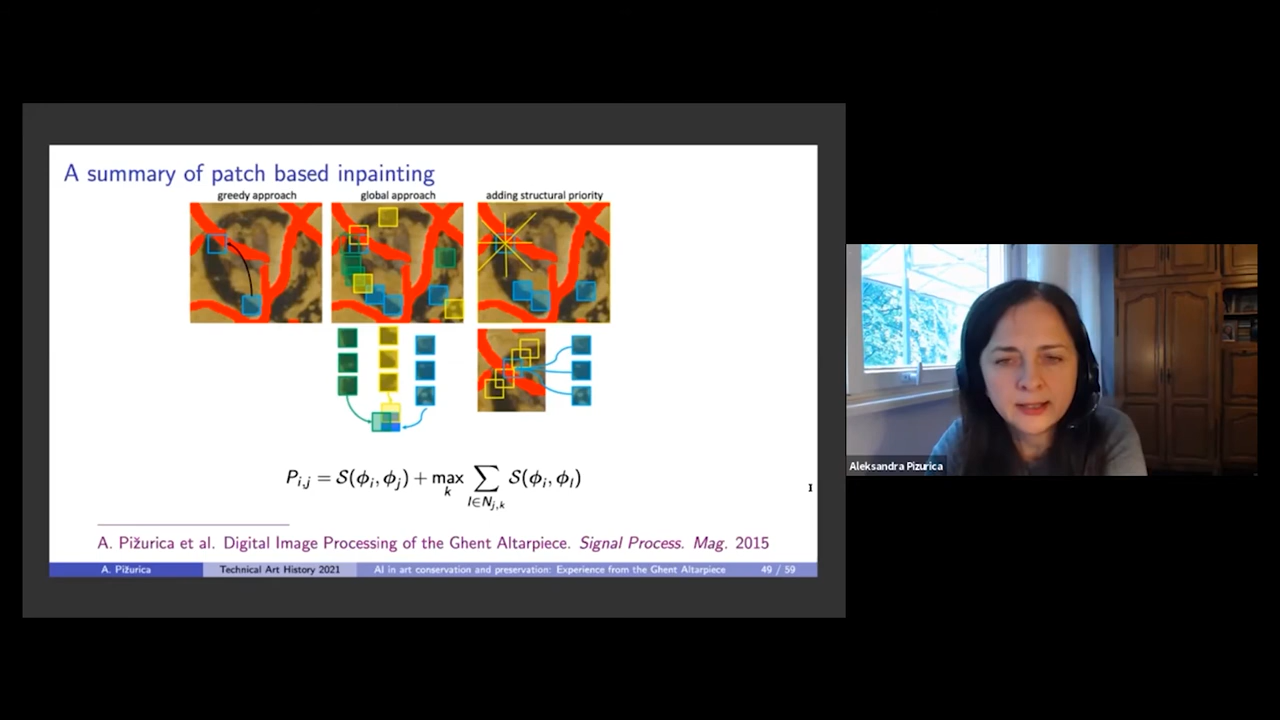 A summary of patch based inpainting
greedy approach
global approach
adding structural priority
P_{i,j} = S(ϕ_i, ϕ_j) + max_k ∑_{l∈N_{j,k}} S(ϕ_i, ϕ_l)
A. Pižurica et al. Digital Image Processing of the Ghent Altarpiece. Signal Process. Mag. 2015
A. Pižurica
Technical Art History 2021
AI in art conservation and preservation: Experience from the Ghent Altarpiece
49 / 59
Aleksandra Pizurica